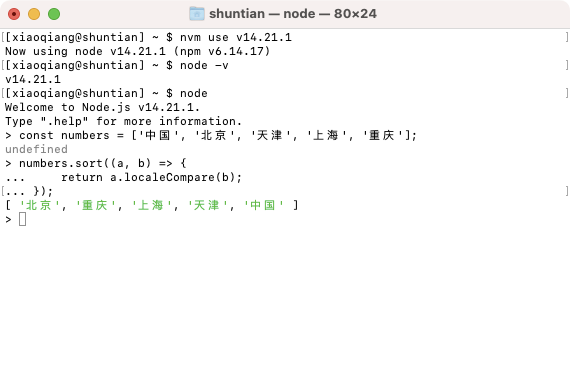 shuntian — node — 80×24
[xiaoqiang@shuntian] ~ $ nvm use v14.21.1
Now using node v14.21.1 (npm v6.14.17)
[xiaoqiang@shuntian] ~ $ node -v
v14.21.1
[xiaoqiang@shuntian] ~ $ node
Welcome to Node.js v14.21.1.
Type ".help" for more information.
> const numbers = ['中国', '北京', '天津', '上海', '重庆'];
undefined
> numbers.sort((a, b) => {
...     return a.localeCompare(b);
... });
[ '北京', '重庆', '上海', '天津', '中国' ]
>